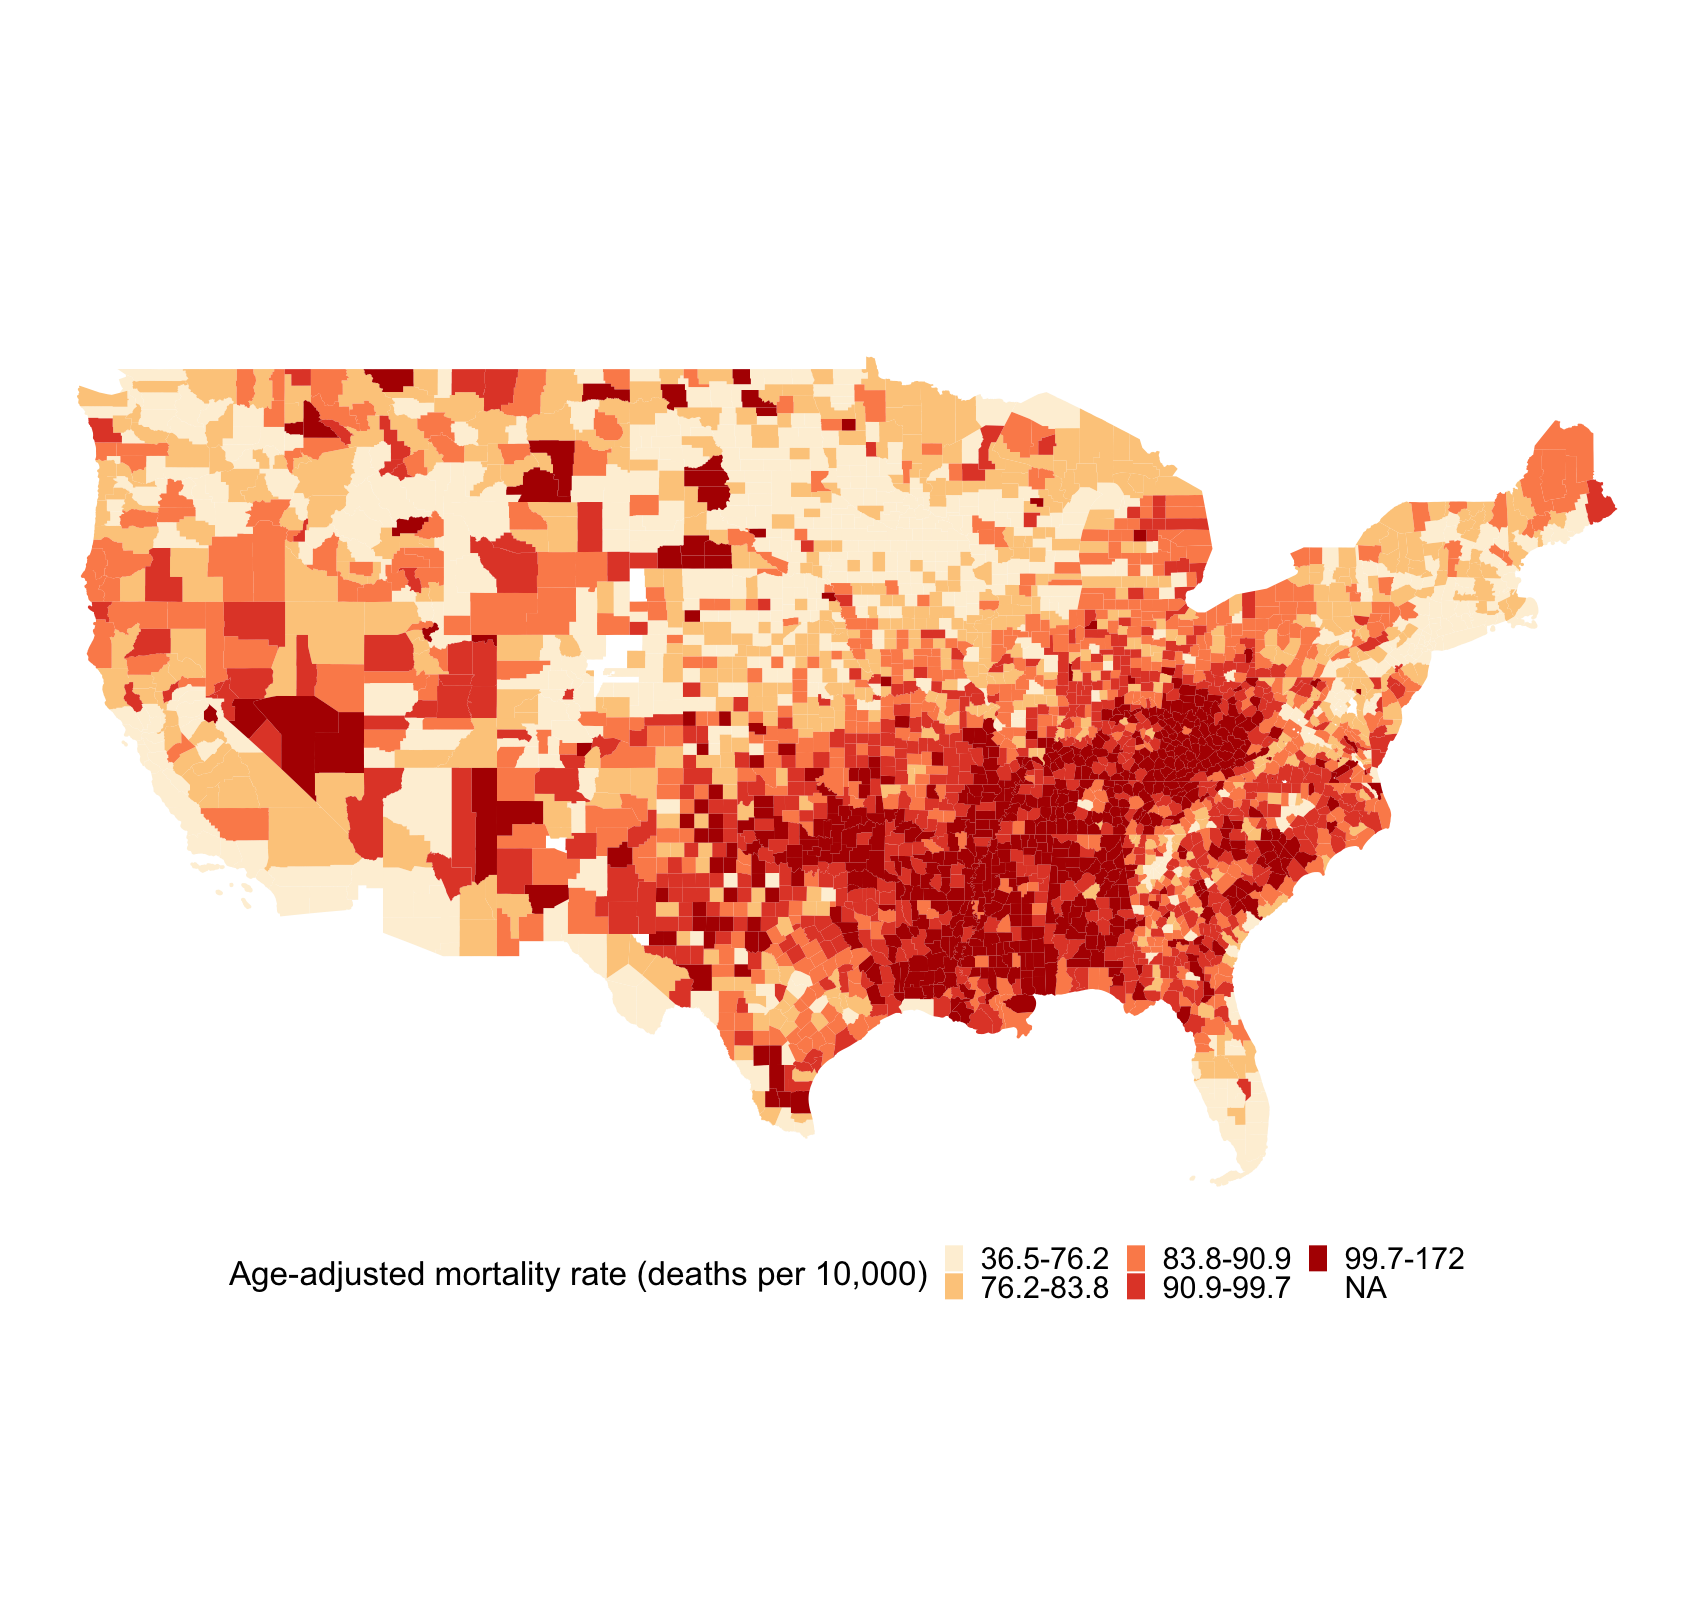 Age-adjusted mortality rate (deaths per 10,000)
36.5-76.2
76.2-83.8
83.8-90.9
90.9-99.7
99.7-172
NA